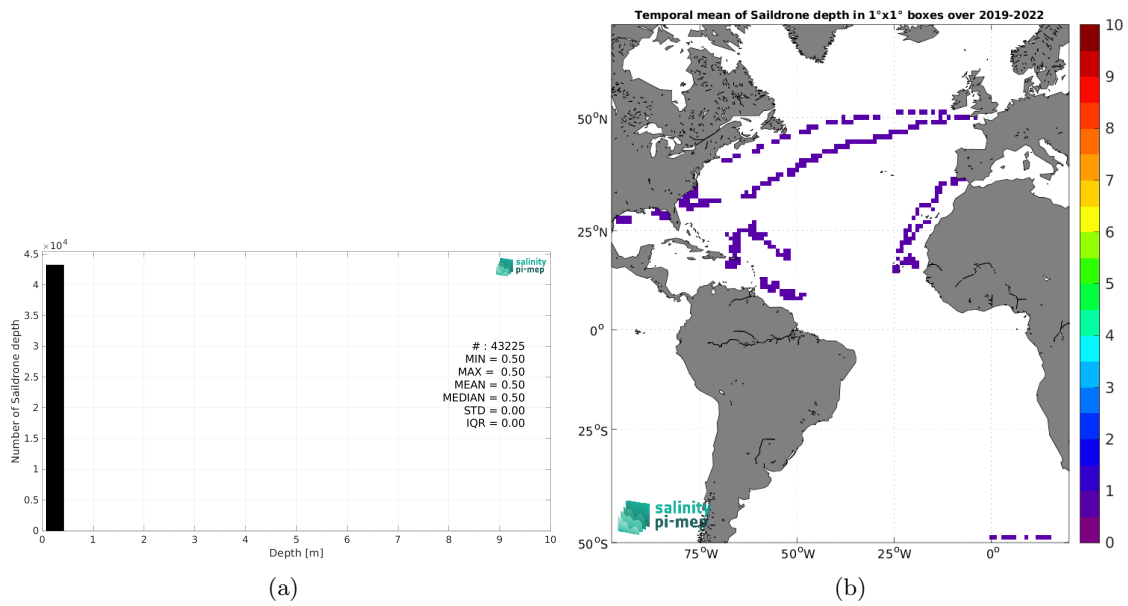 ×10⁴
4.5
4
3.5
3
2.5
2
1.5
1
0.5
0
Number of Saildrone depth
salinity
pi-mep
# : 43225
MIN = 0.50
MAX = 0.50
MEAN = 0.50
MEDIAN = 0.50
STD = 0.00
IQR = 0.00
0 1 2 3 4 5 6 7 8 9 10
Depth [m]
(a)
Temporal mean of Saildrone depth in 1°x1° boxes over 2019-2022
50°N
25°N
0°
25°S
50°S
75°W 50°W 25°W 0°
salinity
pi-mep
10
9
8
7
6
5
4
3
2
1
0
(b)